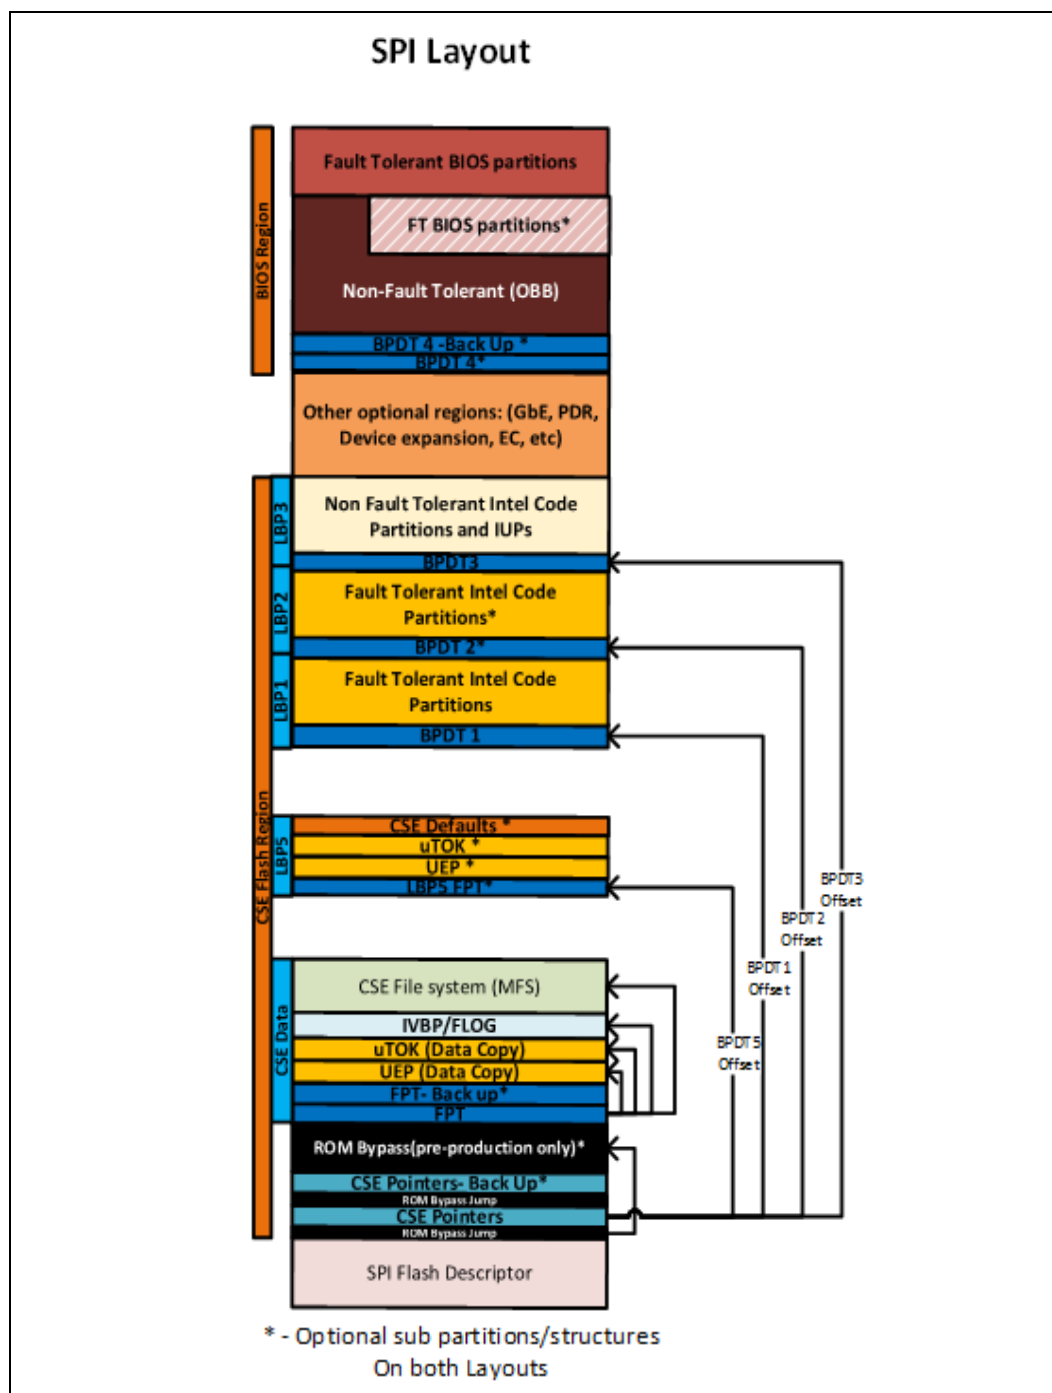 SPI Layout
BIOS Region
Fault Tolerant BIOS partitions
FT BIOS partitions*
Non-Fault Tolerant (OBB)
BPDT 4 -Back Up *
BPDT 4*
Other optional regions: (GbE, PDR,
Device expansion, EC, etc)
CSE Flash Region
LBP3
Non Fault Tolerant Intel Code
Partitions and IUPs
BPDT3
LBP2
Fault Tolerant Intel Code
Partitions*
BPDT 2*
LBP1
Fault Tolerant Intel Code
Partitions
BPDT 1
LBP5
CSE Defaults *
uTOK *
UEP *
LBP5 FPT*
BPDT3
Offset
BPDT2
Offset
BPDT1
Offset
BPDT5
Offset
CSE Data
CSE File system (MFS)
IVBP/FLOG
uTOK (Data Copy)
UEP (Data Copy)
FPT- Back up*
FPT
ROM Bypass(pre-production only)*
CSE Pointers- Back Up*
ROM Bypass Jump
CSE Pointers
ROM Bypass Jump
SPI Flash Descriptor
* - Optional sub partitions/structures
On both Layouts